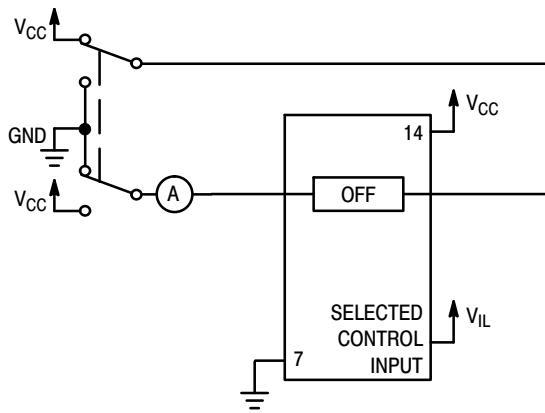 VCC
GND
VCC
A
OFF
14
VCC
SELECTED
CONTROL
INPUT
VIL
7